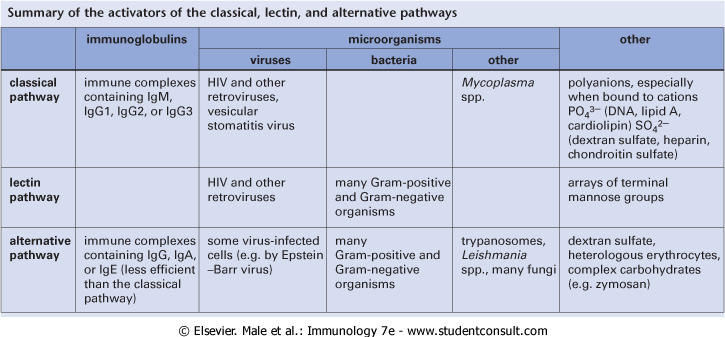 Summary of the activators of the classical, lectin, and alternative pathways
immunoglobulins
microorganisms
other
viruses
bacteria
other
classical
pathway
immune complexes
containing IgM,
IgG1, IgG2, or IgG3
HIV and other
retroviruses,
vesicular
stomatitis virus
Mycoplasma
spp.
polyanions, especially
when bound to cations
PO₄³⁻ (DNA, lipid A,
cardiolipin) SO₄²⁻
(dextran sulfate, heparin,
chondroitin sulfate)
lectin
pathway
HIV and other
retroviruses
many Gram-positive
and Gram-negative
organisms
arrays of terminal
mannose groups
alternative
pathway
immune complexes
containing IgG, IgA,
or IgE (less efficient
than the classical
pathway)
some virus-infected
cells (e.g. by Epstein
–Barr virus)
many
Gram-positive and
Gram-negative
organisms
trypanosomes,
Leishmania
spp., many fungi
dextran sulfate,
heterologous erythrocytes,
complex carbohydrates
(e.g. zymosan)
© Elsevier. Male et al.: Immunology 7e - www.studentconsult.com